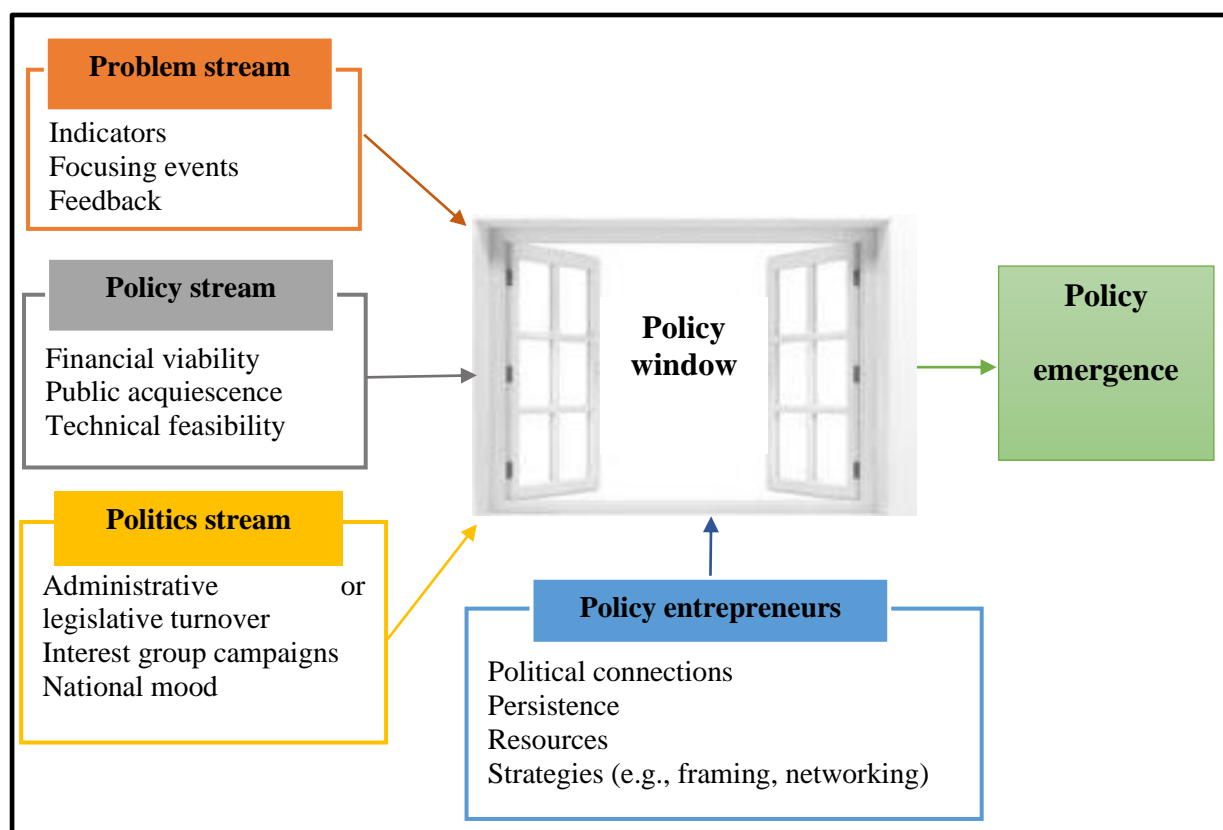 Problem stream
Indicators
Focusing events
Feedback
Policy stream
Financial viability
Public acquiescence
Technical feasibility
Politics stream
Administrative or
legislative turnover
Interest group campaigns
National mood
Policy
window
Policy entrepreneurs
Political connections
Persistence
Resources
Strategies (e.g., framing, networking)
Policy
emergence